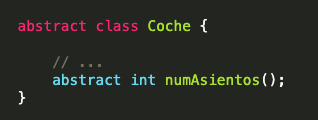 abstract class Coche {
// ...
abstract int numAsientos();
}